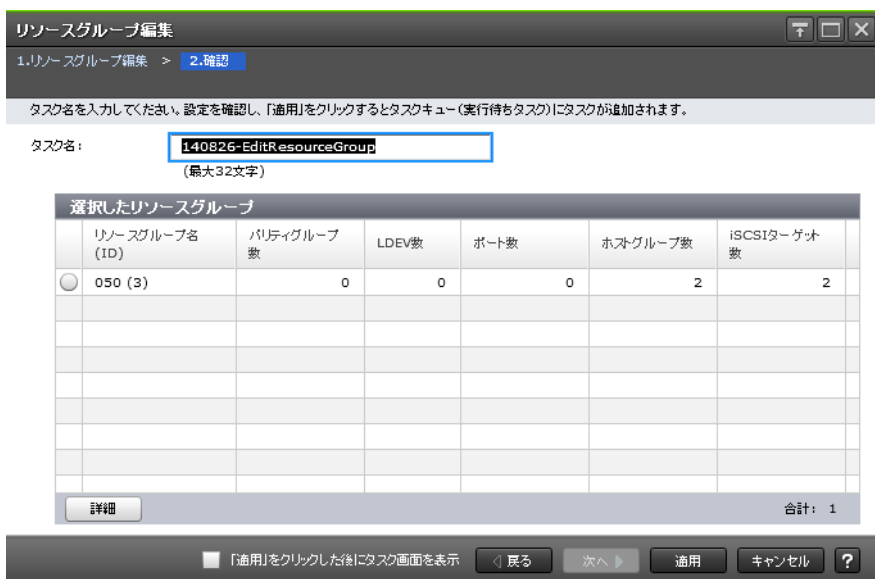 リソースグループ編集
1.リソースグループ編集 > 2.確認
タスク名を入力してください。設定を確認し、「適用」をクリックするとタスクキュー(実行待ちタスク)にタスクが追加されます。
タスク名:
140826-EditResourceGroup
(最大32文字)
選択したリソースグループ
リソースグループ名
(ID)
パリティグループ
数
LDEV数
ポート数
ホストグループ数
iSCSIターゲット
数
050 (3) 0 0 0 2 2
詳細 合計: 1
「適用」をクリックした後にタスク画面を表示 戻る 次へ 適用 キャンセル ?